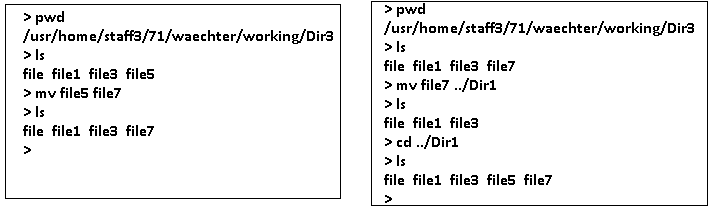 > pwd
/usr/home/staff3/71/waechter/working/Dir3
> ls
file file1 file3 file5
> mv file5 file7
> ls
file file1 file3 file7
>
> pwd
/usr/home/staff3/71/waechter/working/Dir3
> ls
file file1 file3 file7
> mv file7 ../Dir1
> ls
file file1 file3
> cd ../Dir1
> ls
file file1 file3 file5 file7
>